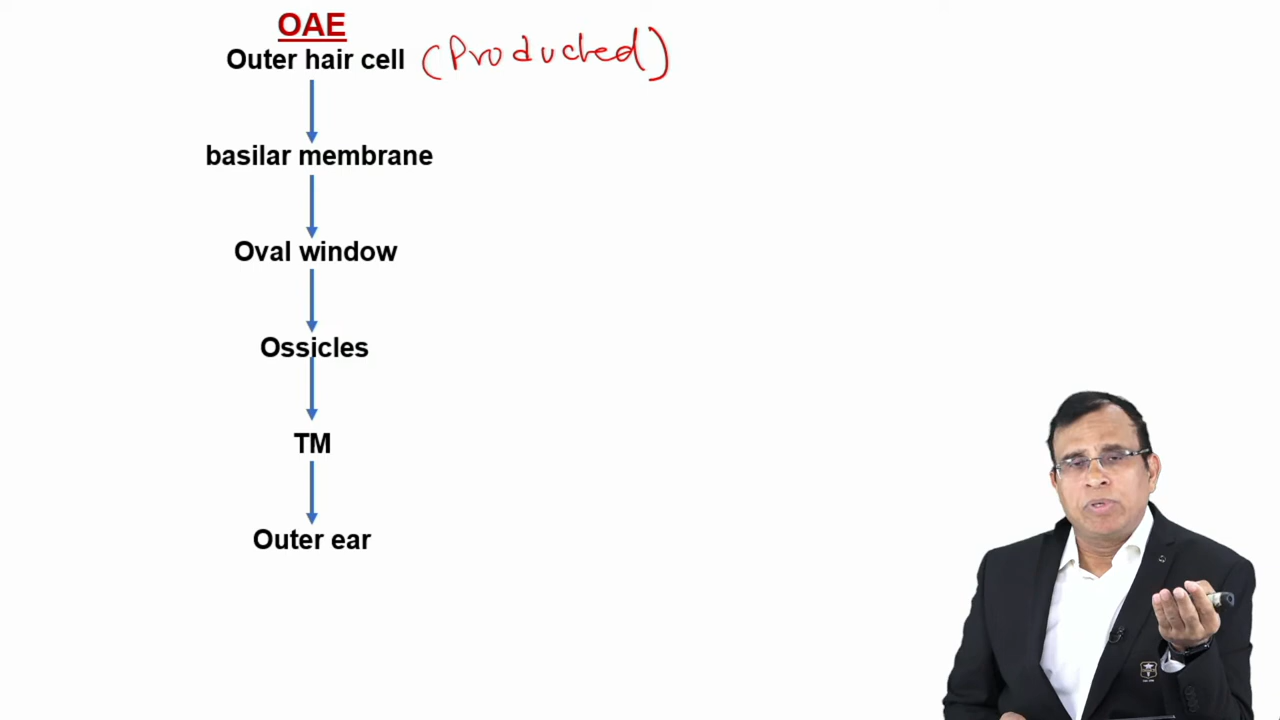 OAE
Outer hair cell (Producted)
basilar membrane
Oval window
Ossicles
TM
Outer ear